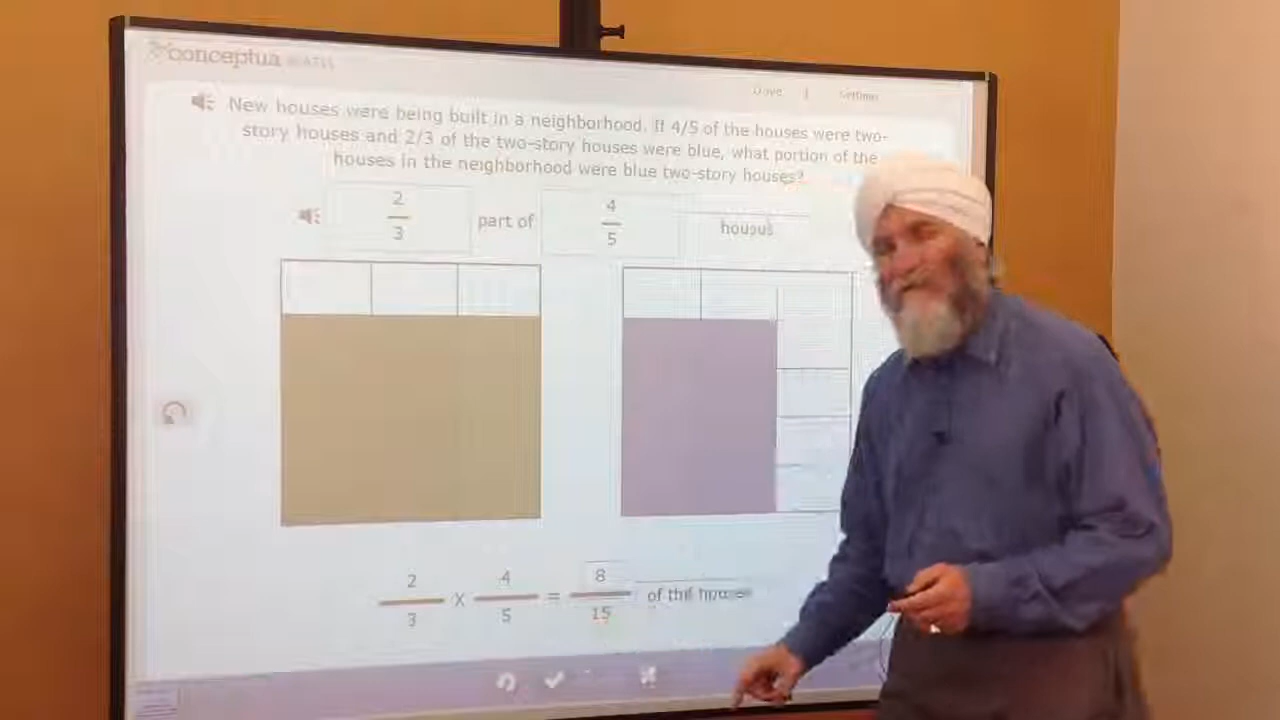 conceptua MATH
New houses were being built in a neighborhood. If 4/5 of the houses were two-
story houses and 2/3 of the two-story houses were blue, what portion of the
houses in the neighborhood were blue two-story houses?
2/3 part of 4/5 houses
2/3 x 4/5 = 8/15 of the houses